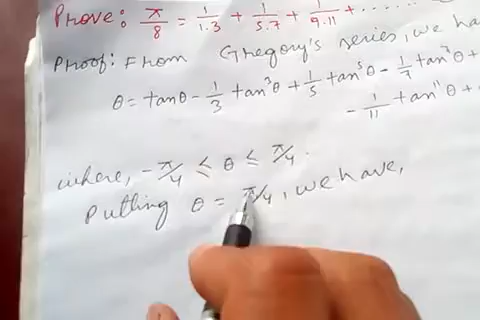 Prove: π/8 = 1/1.3 + 1/5.7 + 1/9.11 + ......
Proof: From Gregory's series, we ha
θ = tanθ - 1/3 tan³θ + 1/5 tan⁵θ - 1/7 tan⁷θ +
- 1/11 tan¹¹θ +
where, -π/4 ≤ θ ≤ π/4.
Putting θ = π/4, we have,